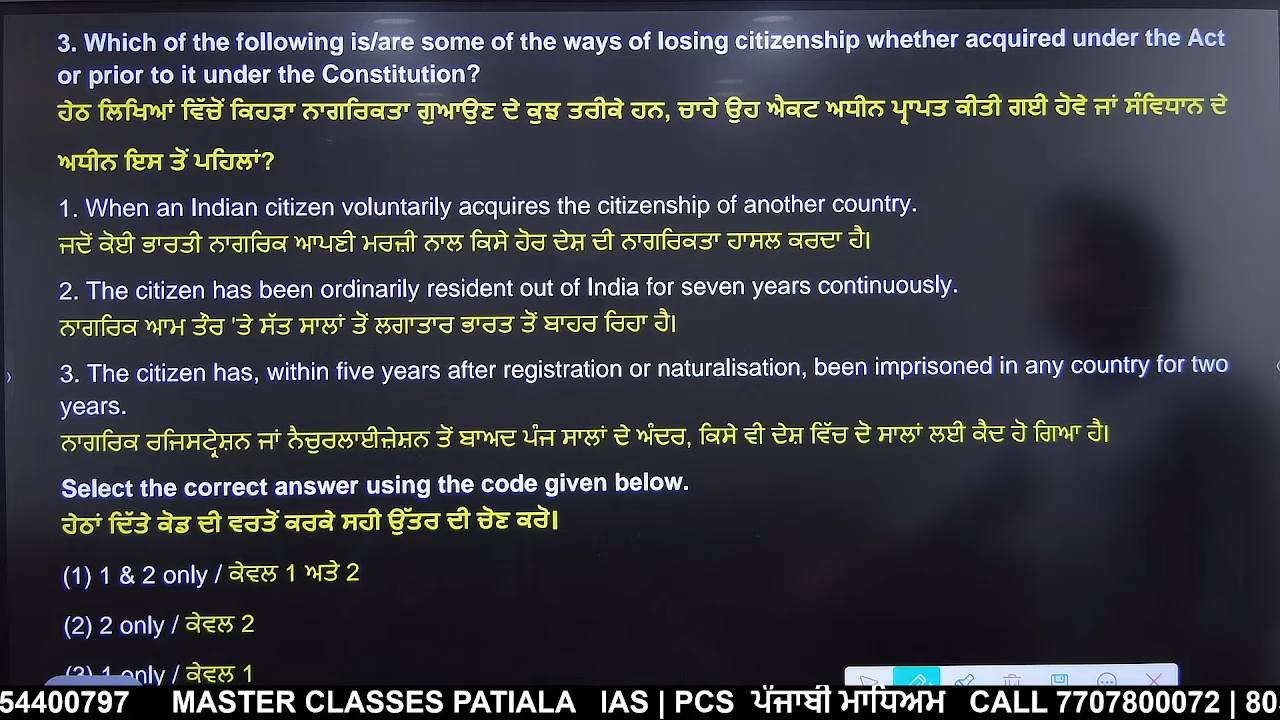 3. Which of the following is/are some of the ways of losing citizenship whether acquired under the Act
or prior to it under the Constitution?
ਹੇਠ ਲਿਖਿਆਂ ਵਿੱਚੋਂ ਕਿਹੜਾ ਨਾਗਰਿਕਤਾ ਗੁਆਉਣ ਦੇ ਕੁਝ ਤਰੀਕੇ ਹਨ, ਚਾਹੇ ਉਹ ਐਕਟ ਅਧੀਨ ਪ੍ਰਾਪਤ ਕੀਤੀ ਗਈ ਹੋਵੇ ਜਾਂ ਸੰਵਿਧਾਨ ਦੇ
ਅਧੀਨ ਇਸ ਤੋਂ ਪਹਿਲਾਂ?
1. When an Indian citizen voluntarily acquires the citizenship of another country.
ਜਦੋਂ ਕੋਈ ਭਾਰਤੀ ਨਾਗਰਿਕ ਆਪਣੀ ਮਰਜ਼ੀ ਨਾਲ ਕਿਸੇ ਹੋਰ ਦੇਸ਼ ਦੀ ਨਾਗਰਿਕਤਾ ਹਾਸਲ ਕਰਦਾ ਹੈ।
2. The citizen has been ordinarily resident out of India for seven years continuously.
ਨਾਗਰਿਕ ਆਮ ਤੌਰ 'ਤੇ ਸੱਤ ਸਾਲਾਂ ਤੋਂ ਲਗਾਤਾਰ ਭਾਰਤ ਤੋਂ ਬਾਹਰ ਰਿਹਾ ਹੈ।
3. The citizen has, within five years after registration or naturalisation, been imprisoned in any country for two
years.
ਨਾਗਰਿਕ ਰਜਿਸਟ੍ਰੇਸ਼ਨ ਜਾਂ ਨੈਚੁਰਲਾਈਜ਼ੇਸ਼ਨ ਤੋਂ ਬਾਅਦ ਪੰਜ ਸਾਲਾਂ ਦੇ ਅੰਦਰ, ਕਿਸੇ ਵੀ ਦੇਸ਼ ਵਿੱਚ ਦੋ ਸਾਲਾਂ ਲਈ ਕੈਦ ਹੋ ਗਿਆ ਹੈ।
Select the correct answer using the code given below.
ਹੇਠਾਂ ਦਿੱਤੇ ਕੋਡ ਦੀ ਵਰਤੋਂ ਕਰਕੇ ਸਹੀ ਉੱਤਰ ਦੀ ਚੋਣ ਕਰੋ।
(1) 1 & 2 only / ਕੇਵਲ 1 ਅਤੇ 2
(2) 2 only / ਕੇਵਲ 2
(3) 1 only / ਕੇਵਲ 1
54400797 MASTER CLASSES PATIALA IAS | PCS ਪੰਜਾਬੀ ਮਾਧਿਅਮ CALL 7707800072 | 80